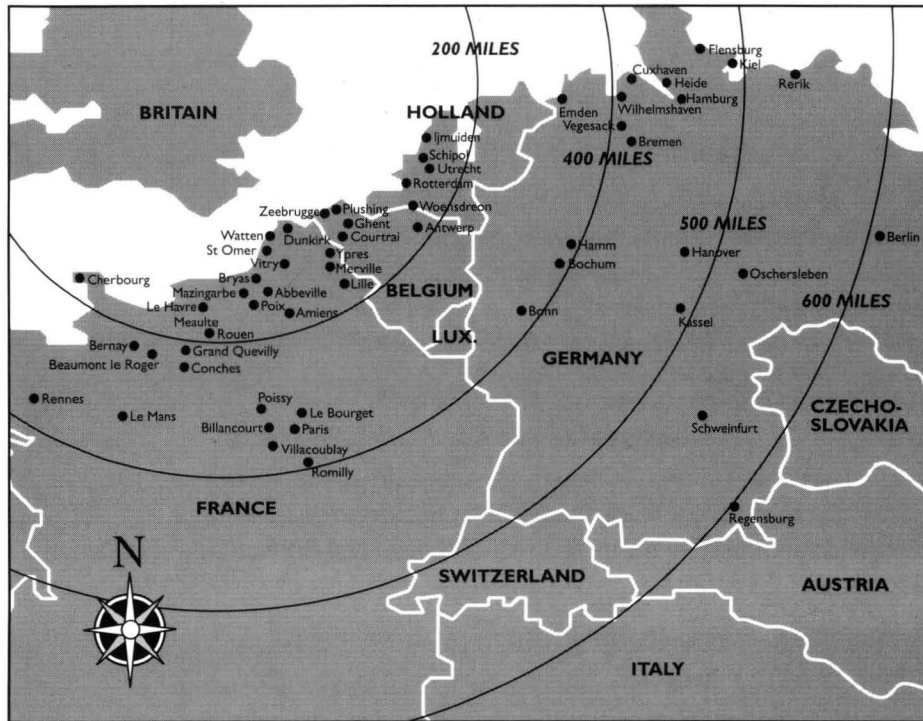 200 MILES
Flensburg
Kiel
Cuxhaven
Heide
Rerik
BRITAIN
HOLLAND
Emden
Wilhelmshaven
Hamburg
Vegesack
Ijmuiden
Bremen
400 MILES
Schipol
Utrecht
Rotterdam
Zeebrugge
Plushing
Woensdreon
Ghent
500 MILES
Watten
Dunkirk
Courtrai
Antwerp
Berlin
St Omer
Ypres
Hamm
Hanover
Vitry
Merville
Bochum
Oschersleben
Cherbourg
Bryas
Lille
BELGIUM
Mazingarbe
Abbeville
600 MILES
Le Havre
Poix
Amiens
Bonn
Kassel
Meaulte
Rouen
LUX.
Bernay
Grand Quevilly
GERMANY
Beaumont le Roger
Conches
Rennes
Poissy
Le Mans
Le Bourget
CZECHO-
SLOVAKIA
Billancourt
Paris
Schweinfurt
Villacoublay
Romilly
FRANCE
Regensburg
N
SWITZERLAND
AUSTRIA
ITALY